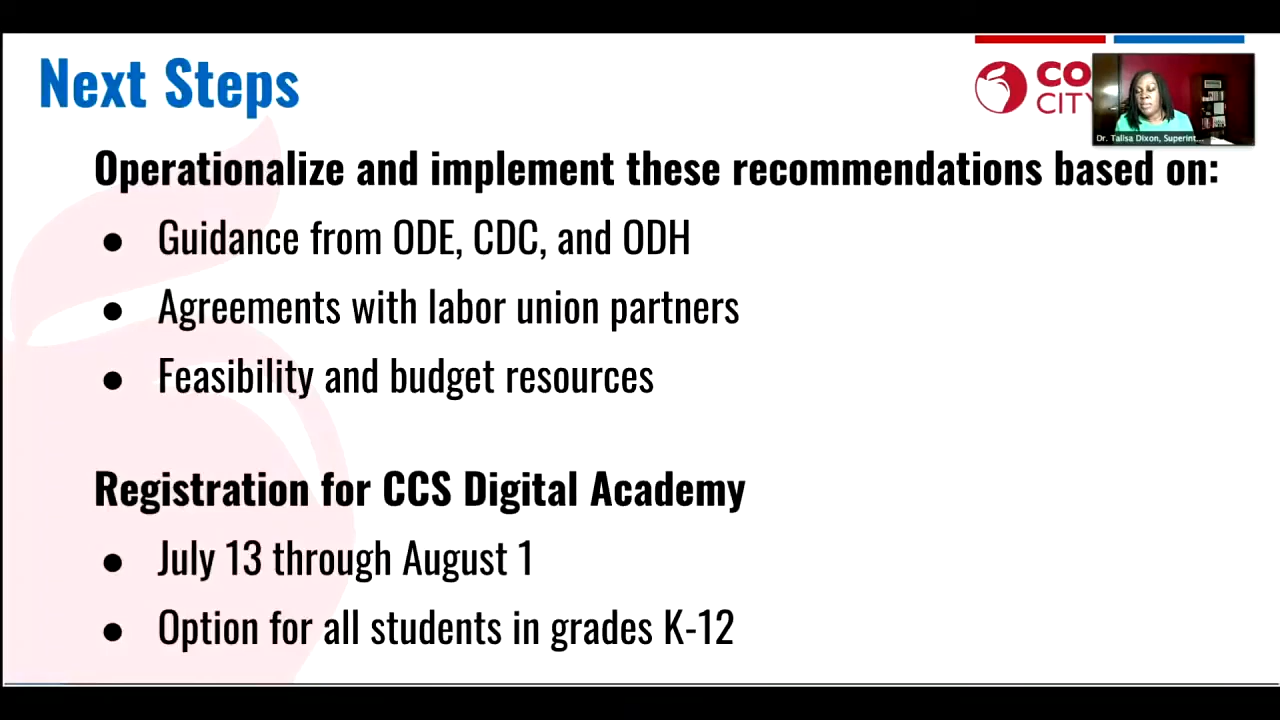 Next Steps
CO
CITY
Dr. Talisa Dixon, Superint...
Operationalize and implement these recommendations based on:
● Guidance from ODE, CDC, and ODH
● Agreements with labor union partners
● Feasibility and budget resources
Registration for CCS Digital Academy
● July 13 through August 1
● Option for all students in grades K-12